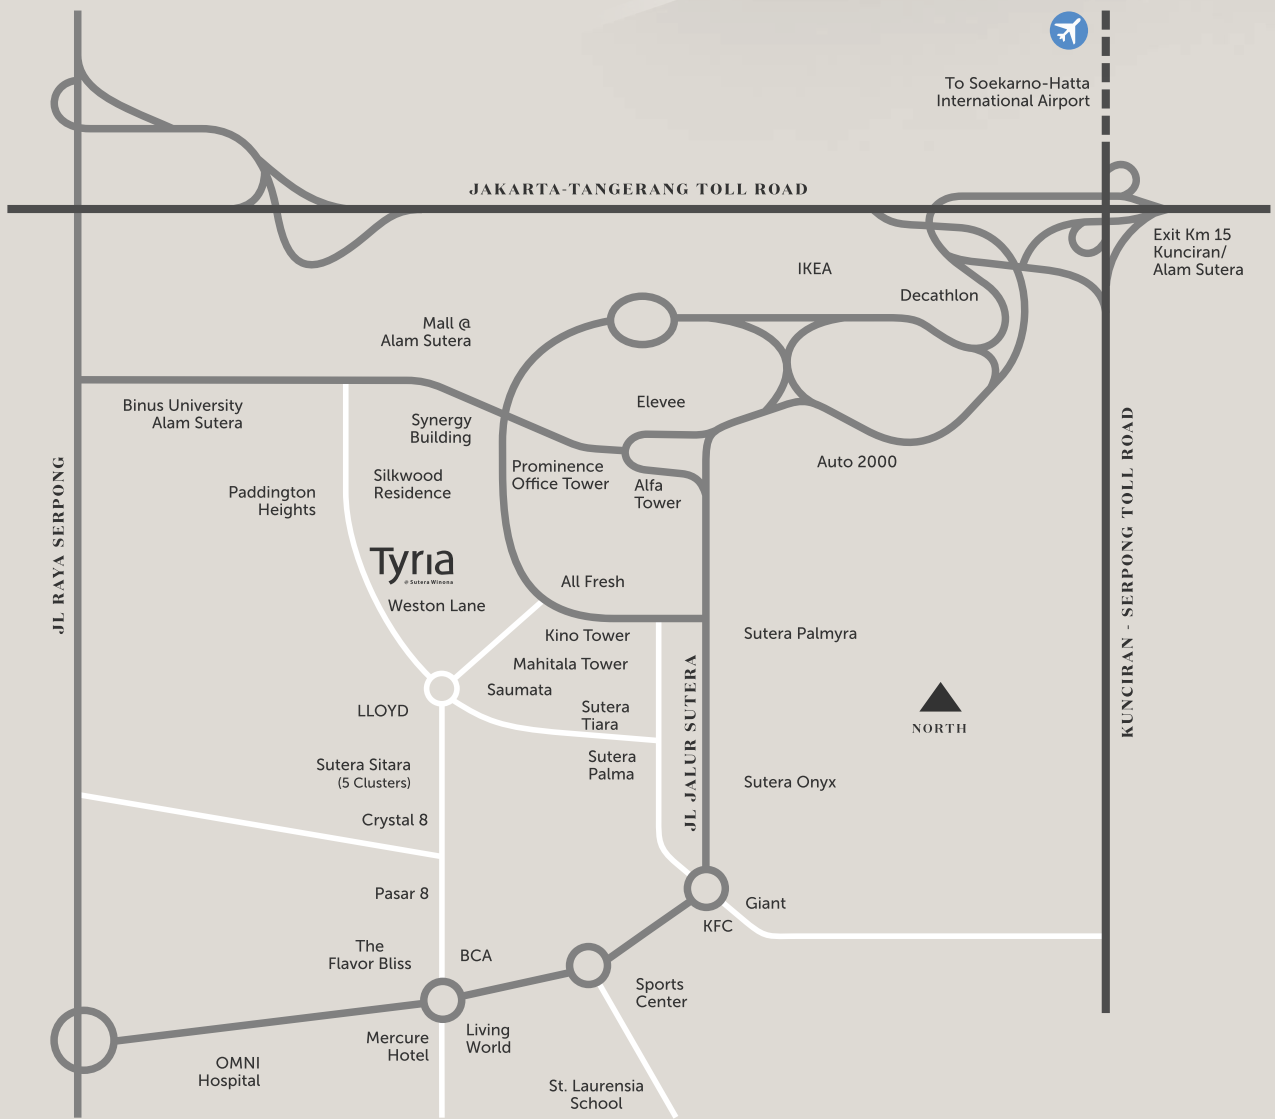 To Soekarno-Hatta
International Airport
JAKARTA-TANGERANG TOLL ROAD
Exit Km 15
Kunciran/
Alam Sutera
IKEA
Decathlon
Mall @
Alam Sutera
Binus University
Alam Sutera
Elevee
Synergy
Building
Auto 2000
Prominence
Office Tower
Silkwood
Residence
Alfa
Tower
Paddington
Heights
JL RAYA SERPONG
KUNCIRAN - SERPONG TOLL ROAD
Tyria
@ Sutera Winona
All Fresh
Weston Lane
Kino Tower
Sutera Palmyra
Mahitala Tower
Saumata
LLOYD
Sutera
Tiara
JL JALUR SUTERA
NORTH
Sutera Sitara
(5 Clusters)
Sutera
Palma
Sutera Onyx
Crystal 8
Pasar 8
Giant
KFC
The
Flavor Bliss
BCA
Sports
Center
Mercure
Hotel
Living
World
OMNI
Hospital
St. Laurensia
School